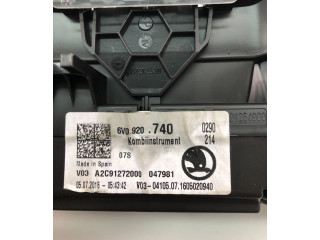 6V0.920 .740 0290
Kombiinstrument 214
07S
Made in Spain
V03 A2C91272000 047981
05.07.2016 - 05:43:42 V03-04105.07.1605020940